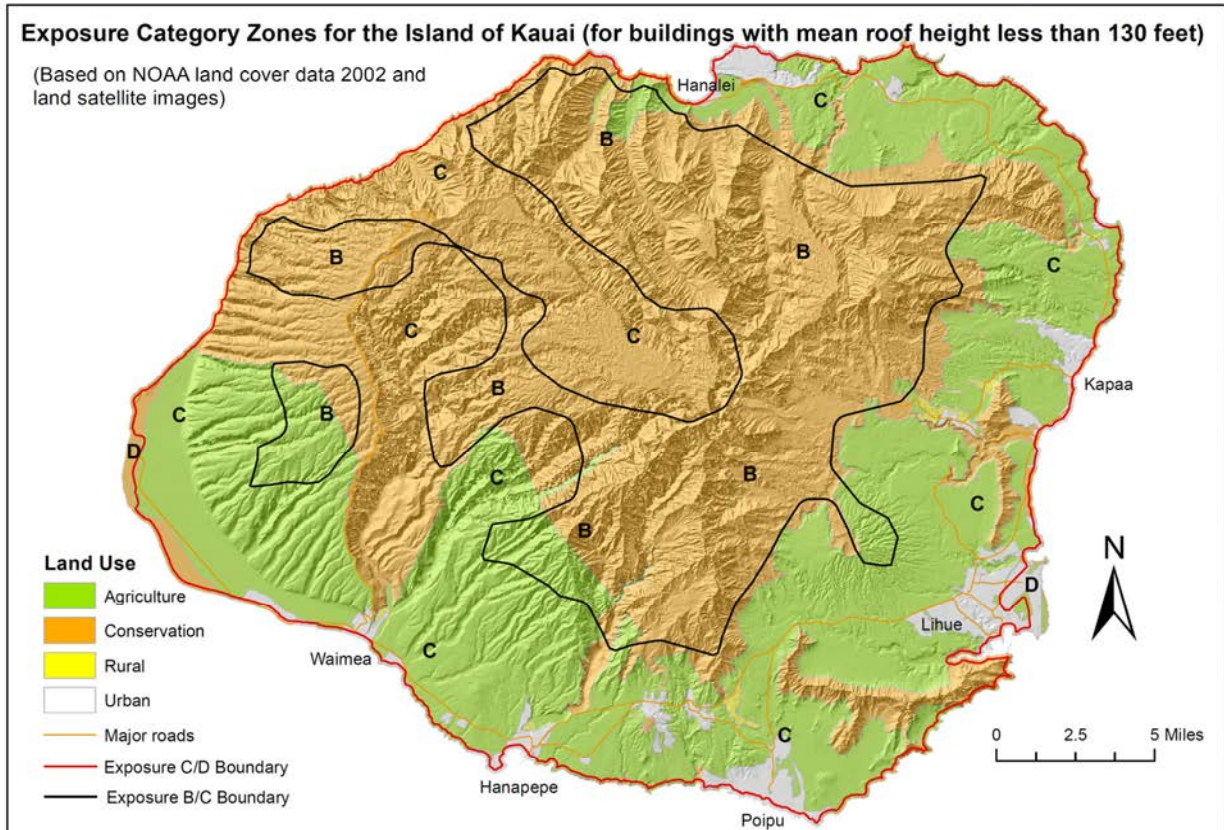 Exposure Category Zones for the Island of Kauai (for buildings with mean roof height less than 130 feet)
(Based on NOAA land cover data 2002 and
land satellite images)
Hanalei
C
B
C
B
B
C
C
C
Kapaa
B
C
B
D
C
B
C
B
C
N
D
Lihue
Land Use
Agriculture
Conservation
Rural
Urban
Major roads
Exposure C/D Boundary
Exposure B/C Boundary
Waimea
C
C
0 2.5 5 Miles
Hanapepe
Poipu